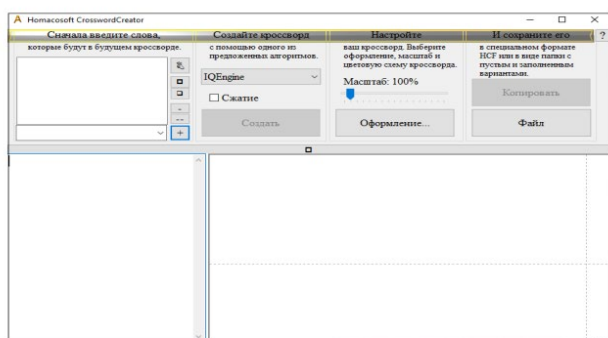 Homacosoft CrosswordCreator
Сначала введите слова,
которые будут в будущем кроссворде.
-
--
+
Создайте кроссворд
с помощью одного из
предложенных алгоритмов.
IQEngine
Сжатие
Создать
Настройте
ваш кроссворд. Выберите
оформление, масштаб и
цветовую схему кроссворда.
Масштаб: 100%
Оформление...
И сохраните его
в специальном формате
HCF или в виде папки с
пустым и заполненным
вариантами.
Копировать
Файл
?